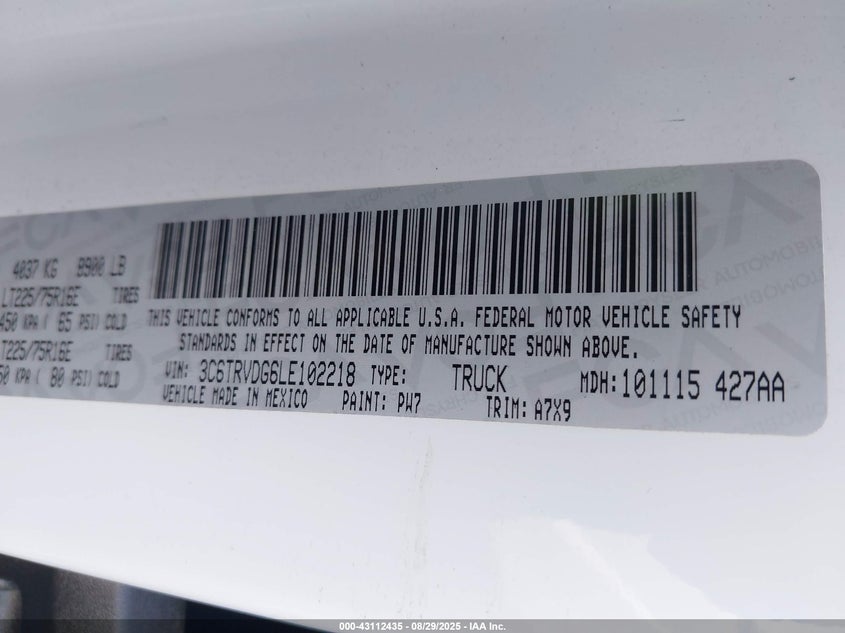 4037 KG 8900 LB
LT225/75R16E TIRES
450 KPA ( 65 PSI) COLD
T225/75R16E TIRES
50 KPA ( 80 PSI) COLD
THIS VEHICLE CONFORMS TO ALL APPLICABLE U.S.A. FEDERAL MOTOR VEHICLE SAFETY
STANDARDS IN EFFECT ON THE DATE OF MANUFACTURE SHOWN ABOVE.
VIN: 3C6TRVDG6LE102218 TYPE: TRUCK MDH:101115 427AA
VEHICLE MADE IN MEXICO PAINT: PW7 TRIM: A7X9
000-43112435 - 08/29/2025 - IAA Inc.